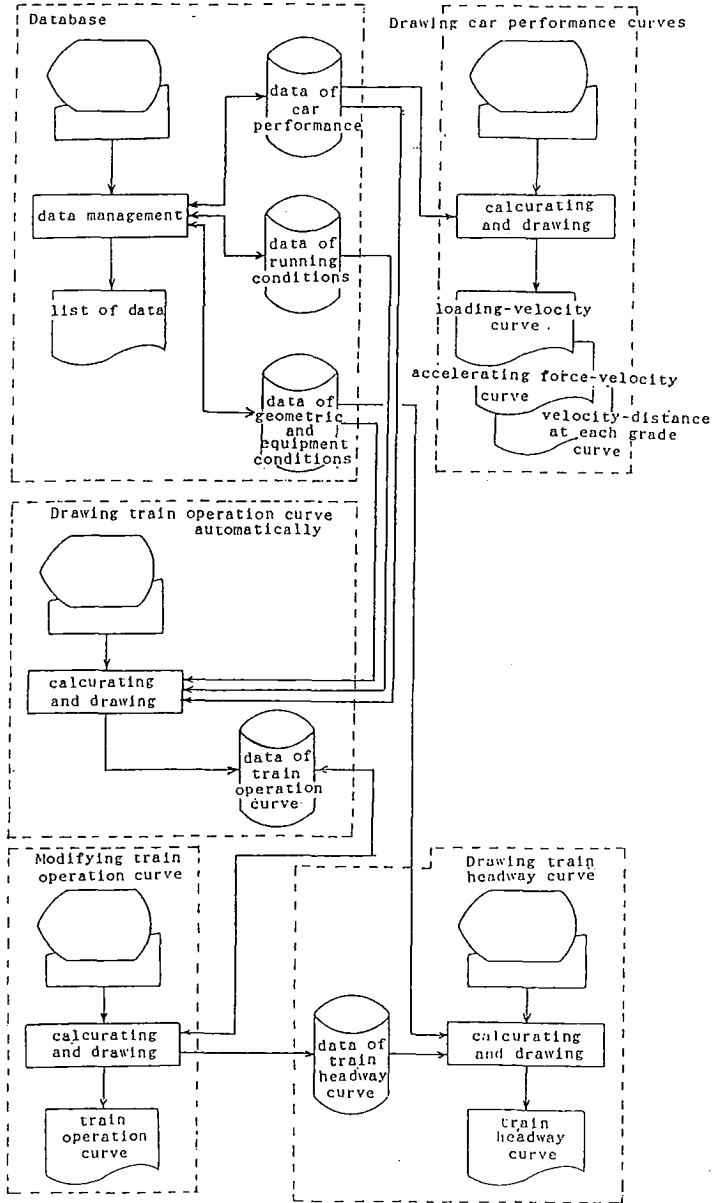 Database
data of
car
performance
data management
data of
running
conditions
list of data
data of
geometric
and
equipment
conditions
Drawing car performance curves
calcurating
and drawing
loading-velocity
curve .
accelerating force-velocity
curve
velocity-distance
at each grade
curve
Drawing train operation curve
automatically
calcurating
and drawing
data of
train
operation
curve
Modifying train
operation curve
calcurating
and drawing
train
operation
curve
data of
train
headway
curve
Drawing train
headway curve
calcurating
and drawing
train
headway
curve